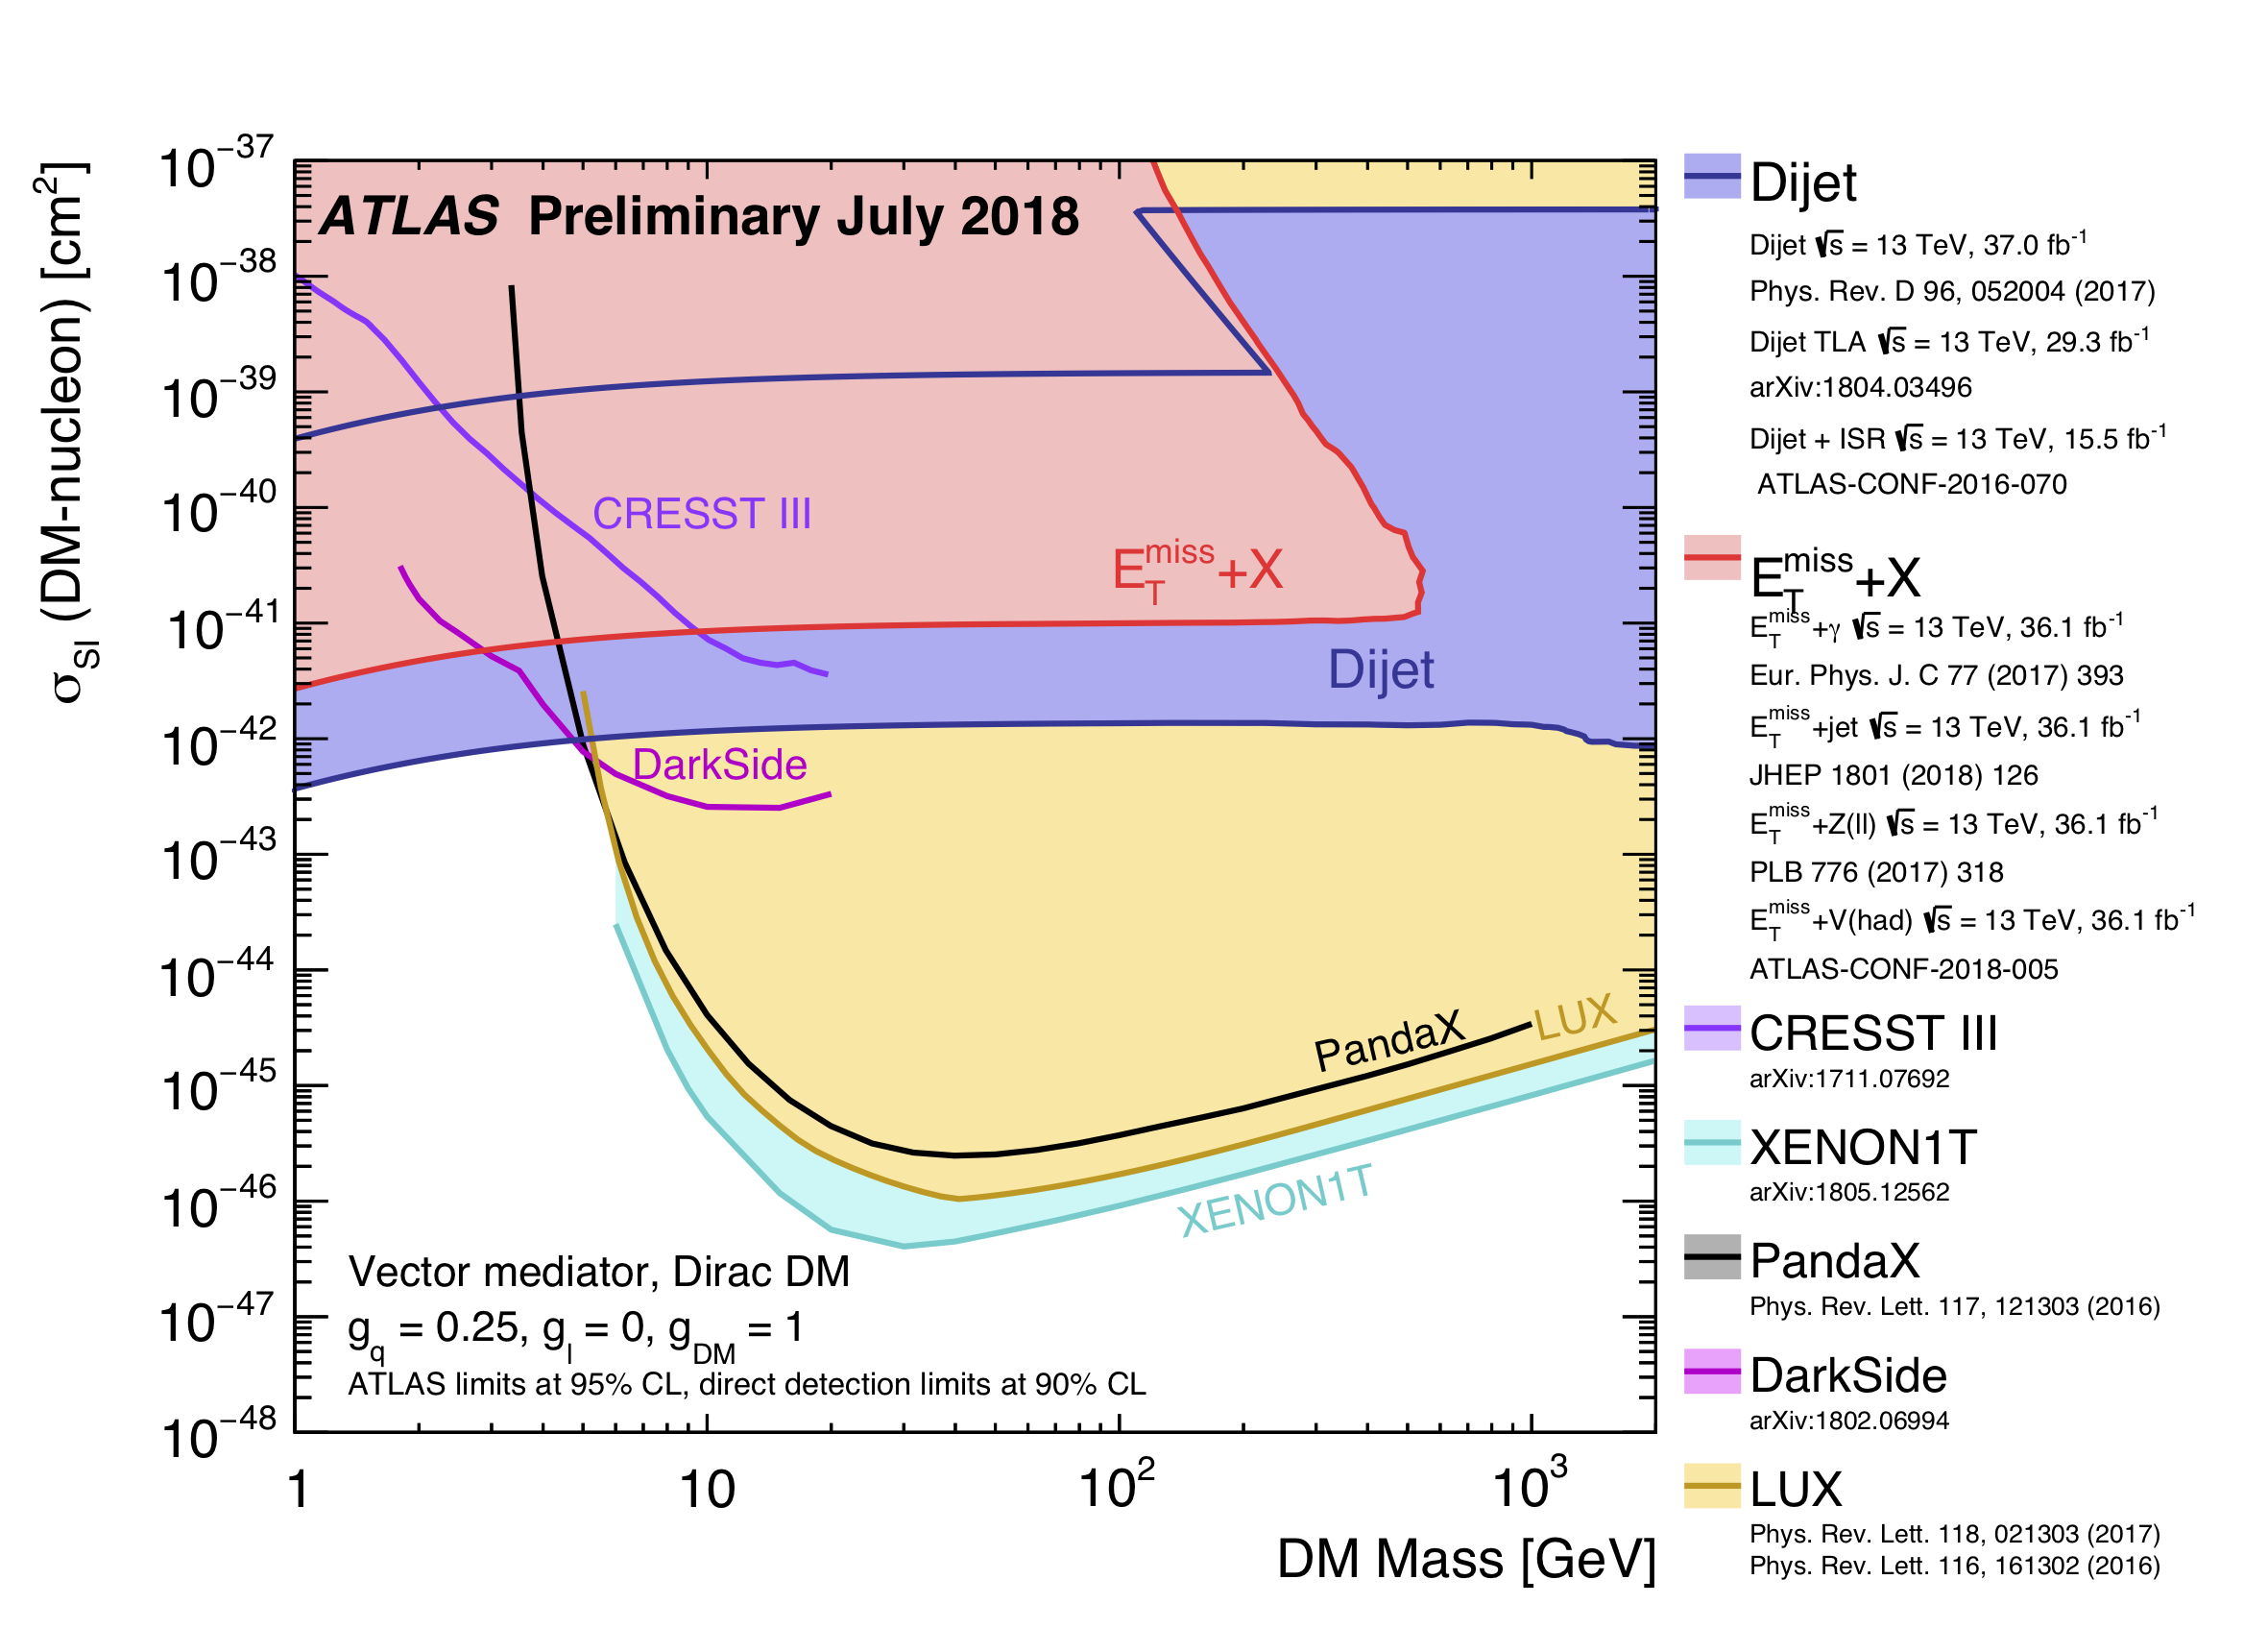 ATLAS Preliminary July 2018
σSI (DM-nucleon) [cm²]
10⁻³⁷
10⁻³⁸
10⁻³⁹
10⁻⁴⁰
10⁻⁴¹
10⁻⁴²
10⁻⁴³
10⁻⁴⁴
10⁻⁴⁵
10⁻⁴⁶
10⁻⁴⁷
10⁻⁴⁸
CRESST III
E_T^miss+X
Dijet
DarkSide
PandaX
LUX
XENON1T
Vector mediator, Dirac DM
g_q = 0.25, g_l = 0, g_DM = 1
ATLAS limits at 95% CL, direct detection limits at 90% CL
1 10 10² 10³
DM Mass [GeV]
Dijet
Dijet √s = 13 TeV, 37.0 fb⁻¹
Phys. Rev. D 96, 052004 (2017)
Dijet TLA √s = 13 TeV, 29.3 fb⁻¹
arXiv:1804.03496
Dijet + ISR √s = 13 TeV, 15.5 fb⁻¹
ATLAS-CONF-2016-070
E_T^miss+X
E_T^miss+γ √s = 13 TeV, 36.1 fb⁻¹
Eur. Phys. J. C 77 (2017) 393
E_T^miss+jet √s = 13 TeV, 36.1 fb⁻¹
JHEP 1801 (2018) 126
E_T^miss+Z(ll) √s = 13 TeV, 36.1 fb⁻¹
PLB 776 (2017) 318
E_T^miss+V(had) √s = 13 TeV, 36.1 fb⁻¹
ATLAS-CONF-2018-005
CRESST III
arXiv:1711.07692
XENON1T
arXiv:1805.12562
PandaX
Phys. Rev. Lett. 117, 121303 (2016)
DarkSide
arXiv:1802.06994
LUX
Phys. Rev. Lett. 118, 021303 (2017)
Phys. Rev. Lett. 116, 161302 (2016)